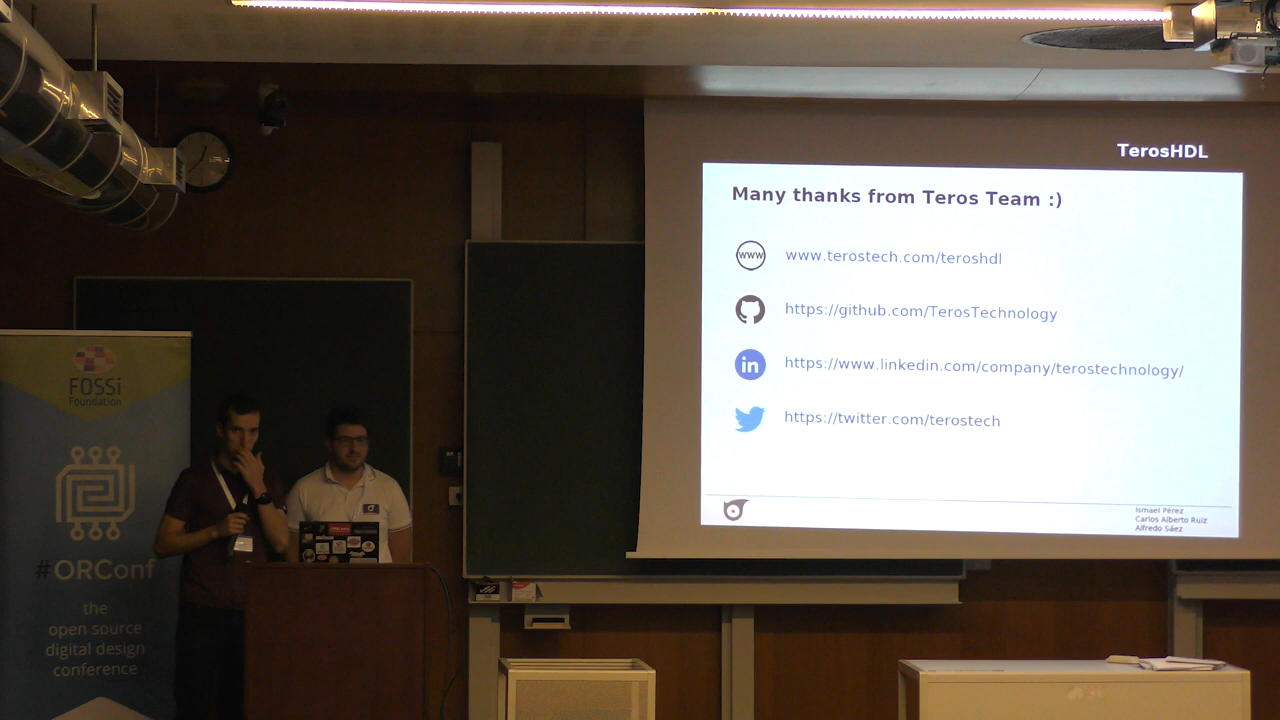 TerosHDL
Many thanks from Teros Team :)
www
www.terostech.com/teroshdl
https://github.com/TerosTechnology
in
https://www.linkedin.com/company/terostechnology/
https://twitter.com/terostech
Ismael Pérez
Carlos Alberto Ruiz
Alfredo Sáez
FOSSi
Foundation
#ORConf
the
open source
digital design
conference